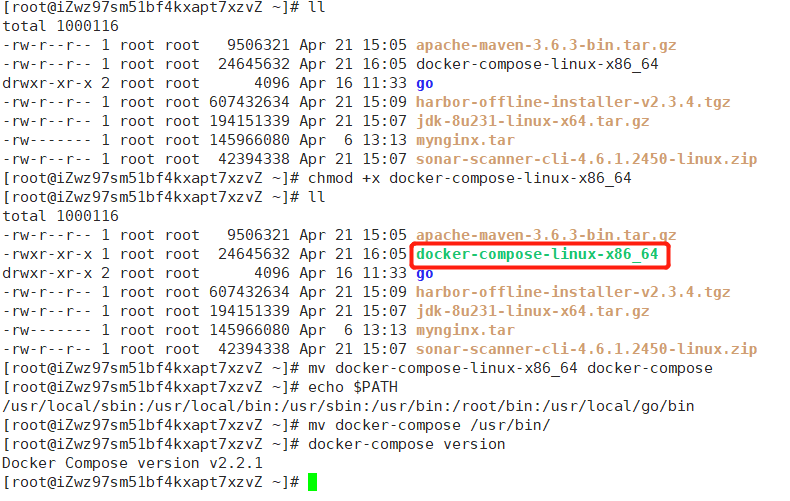 [root@iZwz97sm51bf4kxapt7xzvZ ~]# ll
total 1000116
-rw-r--r-- 1 root root   9506321 Apr 21 15:05 apache-maven-3.6.3-bin.tar.gz
-rw-r--r-- 1 root root  24645632 Apr 21 16:05 docker-compose-linux-x86_64
drwxr-xr-x 2 root root      4096 Apr 16 11:33 go
-rw-r--r-- 1 root root 607432634 Apr 21 15:09 harbor-offline-installer-v2.3.4.tgz
-rw-r--r-- 1 root root 194151339 Apr 21 15:07 jdk-8u231-linux-x64.tar.gz
-rw------- 1 root root 145966080 Apr  6 13:13 mynginx.tar
-rw-r--r-- 1 root root  42394338 Apr 21 15:07 sonar-scanner-cli-4.6.1.2450-linux.zip
[root@iZwz97sm51bf4kxapt7xzvZ ~]# chmod +x docker-compose-linux-x86_64
[root@iZwz97sm51bf4kxapt7xzvZ ~]# ll
total 1000116
-rw-r--r-- 1 root root   9506321 Apr 21 15:05 apache-maven-3.6.3-bin.tar.gz
-rwxr-xr-x 1 root root  24645632 Apr 21 16:05 docker-compose-linux-x86_64
drwxr-xr-x 2 root root      4096 Apr 16 11:33 go
-rw-r--r-- 1 root root 607432634 Apr 21 15:09 harbor-offline-installer-v2.3.4.tgz
-rw-r--r-- 1 root root 194151339 Apr 21 15:07 jdk-8u231-linux-x64.tar.gz
-rw------- 1 root root 145966080 Apr  6 13:13 mynginx.tar
-rw-r--r-- 1 root root  42394338 Apr 21 15:07 sonar-scanner-cli-4.6.1.2450-linux.zip
[root@iZwz97sm51bf4kxapt7xzvZ ~]# mv docker-compose-linux-x86_64 docker-compose
[root@iZwz97sm51bf4kxapt7xzvZ ~]# echo $PATH
/usr/local/sbin:/usr/local/bin:/usr/sbin:/usr/bin:/root/bin:/usr/local/go/bin
[root@iZwz97sm51bf4kxapt7xzvZ ~]# mv docker-compose /usr/bin/
[root@iZwz97sm51bf4kxapt7xzvZ ~]# docker-compose version
Docker Compose version v2.2.1
[root@iZwz97sm51bf4kxapt7xzvZ ~]#